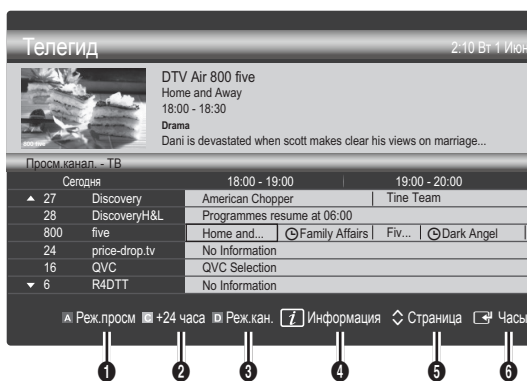 Телегид 2:10 Вт 1 Июн
DTV Air 800 five
Home and Away
18:00 - 18:30
Drama
Dani is devastated when scott makes clear his views on marriage...
800 five
Просм.канал. - ТВ
Сегодня 18:00 - 19:00 19:00 - 20:00
▲ 27 Discovery American Chopper Tine Team
28 DiscoveryH&L Programmes resume at 06:00
800 five Home and... Family Affairs Fiv... Dark Angel
24 price-drop.tv No Information
16 QVC QVC Selection
▼ 6 R4DTT No Information
A Реж.просм C +24 часа D Реж.кан. i Информация Страница Часы
1 2 3 4 5 6